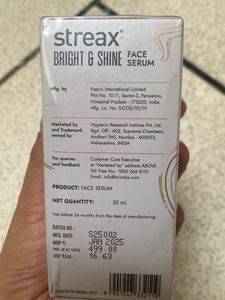 streax:
BRIGHT & SHINE FACE
SERUM
Mfg. by : Kapco International Limited
Plot No. 10-11, Sector-3, Parwanoo,
Himachal Pradesh - 173220, India
Mfg. Lic. No.: S-COS/10/19
Marketed by : Hygienic Research Institute Pvt. Ltd.
and Trademark Regd. Off.: 602, Supreme Chambers,
owned by Andheri (W), Mumbai - 400053,
Maharashtra, INDIA
For queries : Customer Care Executive
and feedback at "Marketed by" address ABOVE
Toll Free No.: 1800 266 8110
PRODUCT: FACE SERUM
NET QUANTITY: 30 mL
Use before 24 months from the date of manufacturing
BATCH NO.: S25002
MFG. DATE: JAN 2025
MRP ₹ 499.00
USP ₹/mL: 16.63